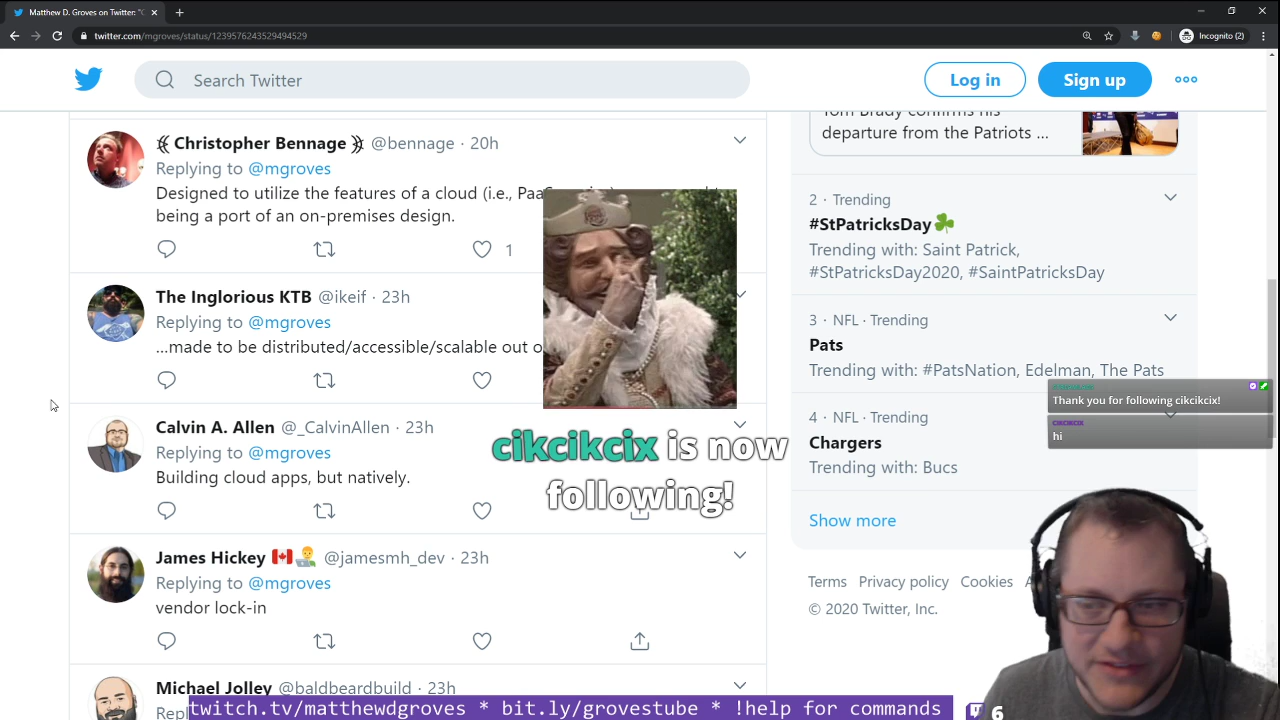 Matthew D. Groves on Twitter: "C
twitter.com/mgroves/status/1239576243529494529
Incognito (2)
Search Twitter
Log in
Sign up
Christopher Bennage @bennage · 20h
Replying to @mgroves
Designed to utilize the features of a cloud (i.e.,
being a port of an on-premises design.
1
The Inglorious KTB @ikeif · 23h
Replying to @mgroves
...made to be distributed/accessible/scalable out
Calvin A. Allen @_CalvinAllen · 23h
Replying to @mgroves
Building cloud apps, but natively.
James Hickey @jamesmh_dev · 23h
Replying to @mgroves
vendor lock-in
Michael Jolley @baldbeardbuild · 23h
cikcikcix is now
following!
Tom Brady confirms his
departure from the Patriots ...
2 · Trending
#StPatricksDay
Trending with: Saint Patrick,
#StPatricksDay2020, #SaintPatricksDay
3 · NFL · Trending
Pats
Trending with: #PatsNation, Edelman, The Pats
4 · NFL · Trending
Chargers
Trending with: Bucs
Show more
Terms Privacy policy Cookies
© 2020 Twitter, Inc.
Thank you for following cikcikcix!
cikcikcix
hi
twitch.tv/matthewdgroves * bit.ly/grovestube * !help for commands
6